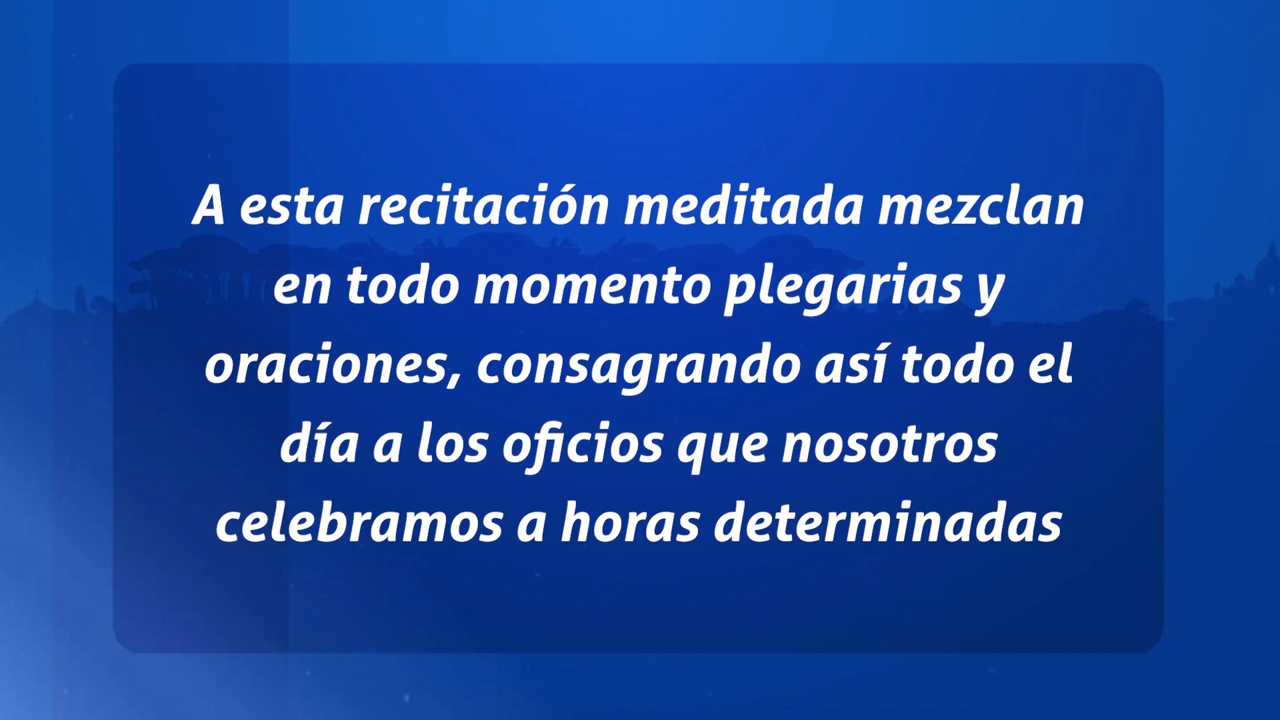 A esta recitación meditada mezclan
en todo momento plegarias y
oraciones, consagrando así todo el
día a los oficios que nosotros
celebramos a horas determinadas